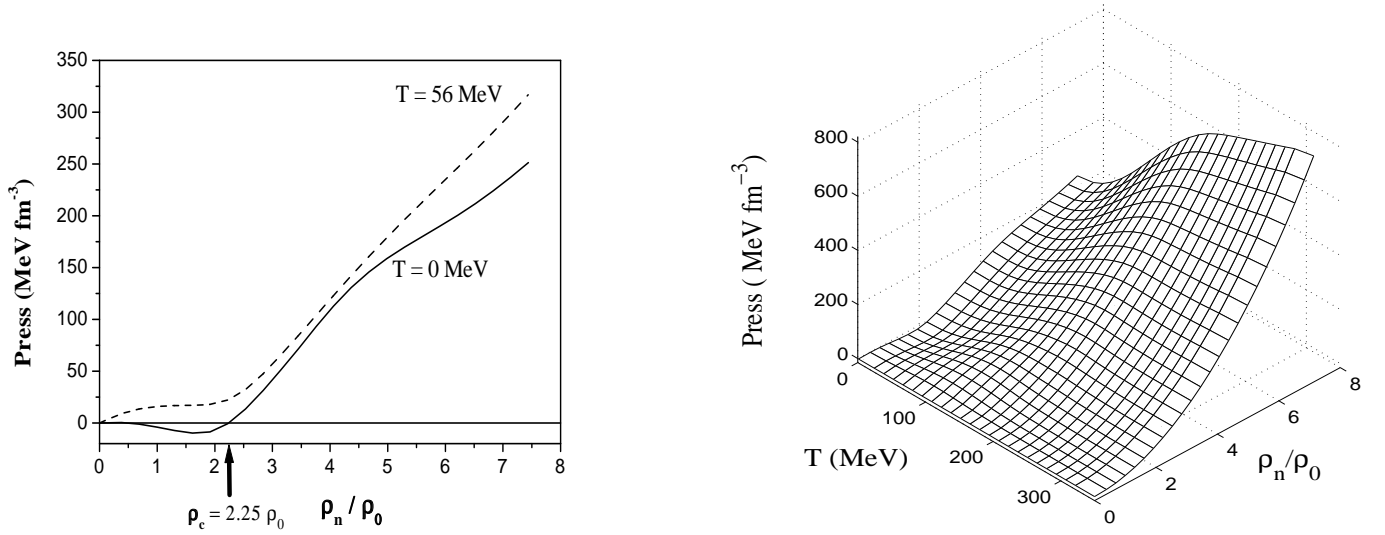 350
300
250
200
150
100
50
0
Press (MeV fm-3)
T = 56 MeV
T = 0 MeV
0 1 2 3 4 5 6 7 8
ρc = 2.25 ρ0
ρn / ρ0
800
600
400
200
0
Press ( MeV fm−3)
0
100
200
300
T (MeV)
0
2
4
6
8
ρn/ρ0